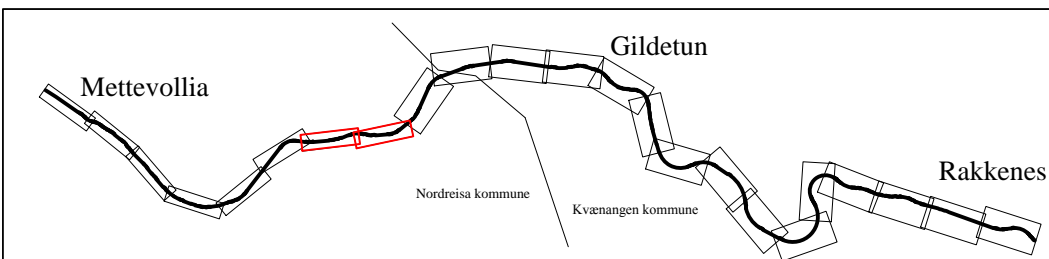 Gildetun
Mettevollia
Rakkenes
Nordreisa kommune
Kvænangen kommune